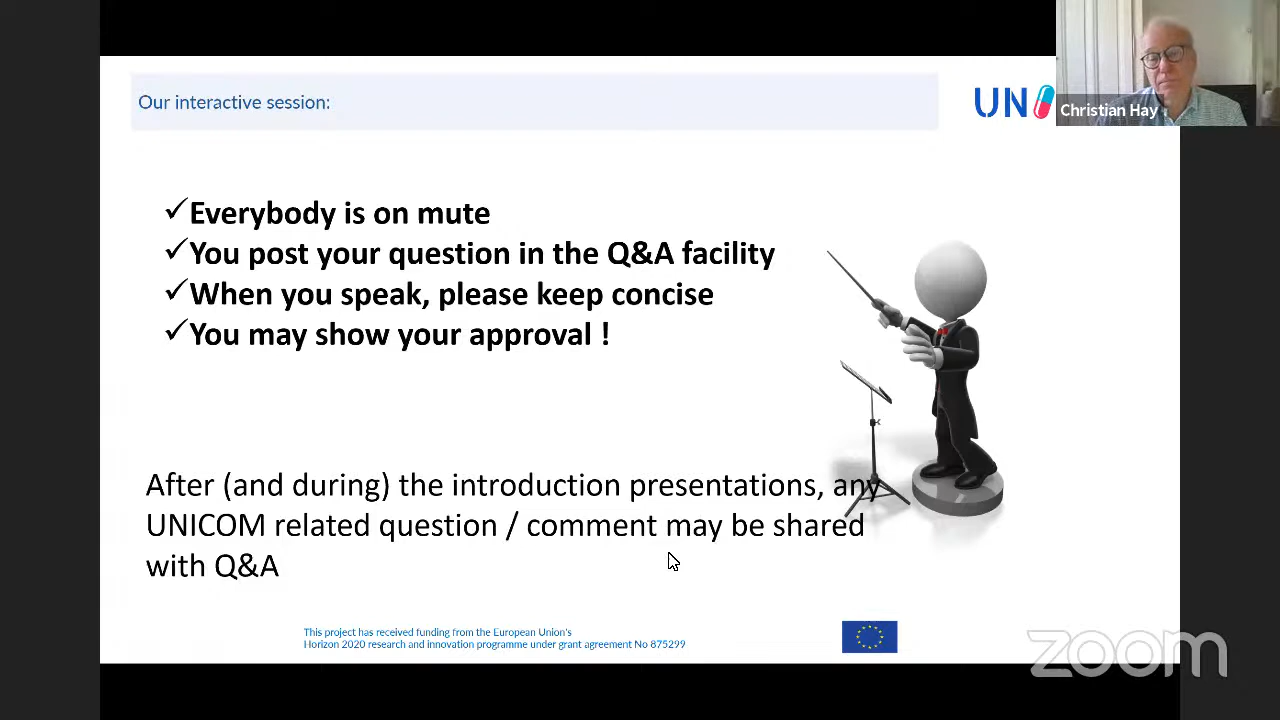 Our interactive session:
UN
Christian Hay
✓Everybody is on mute
✓You post your question in the Q&A facility
✓When you speak, please keep concise
✓You may show your approval !
After (and during) the introduction presentations, any
UNICOM related question / comment may be shared
with Q&A
This project has received funding from the European Union's
Horizon 2020 research and innovation programme under grant agreement No 875299
zoom